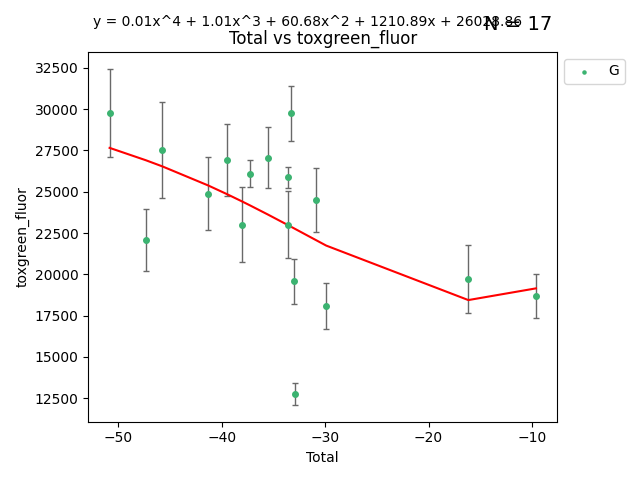 y = 0.01x^4 + 1.01x^3 + 60.68x^2 + 1210.89x + 26028.86
N = 17
Total vs toxgreen_fluor
G
32500
30000
27500
25000
22500
20000
17500
15000
12500
toxgreen_fluor
−50
−40
−30
−20
−10
Total